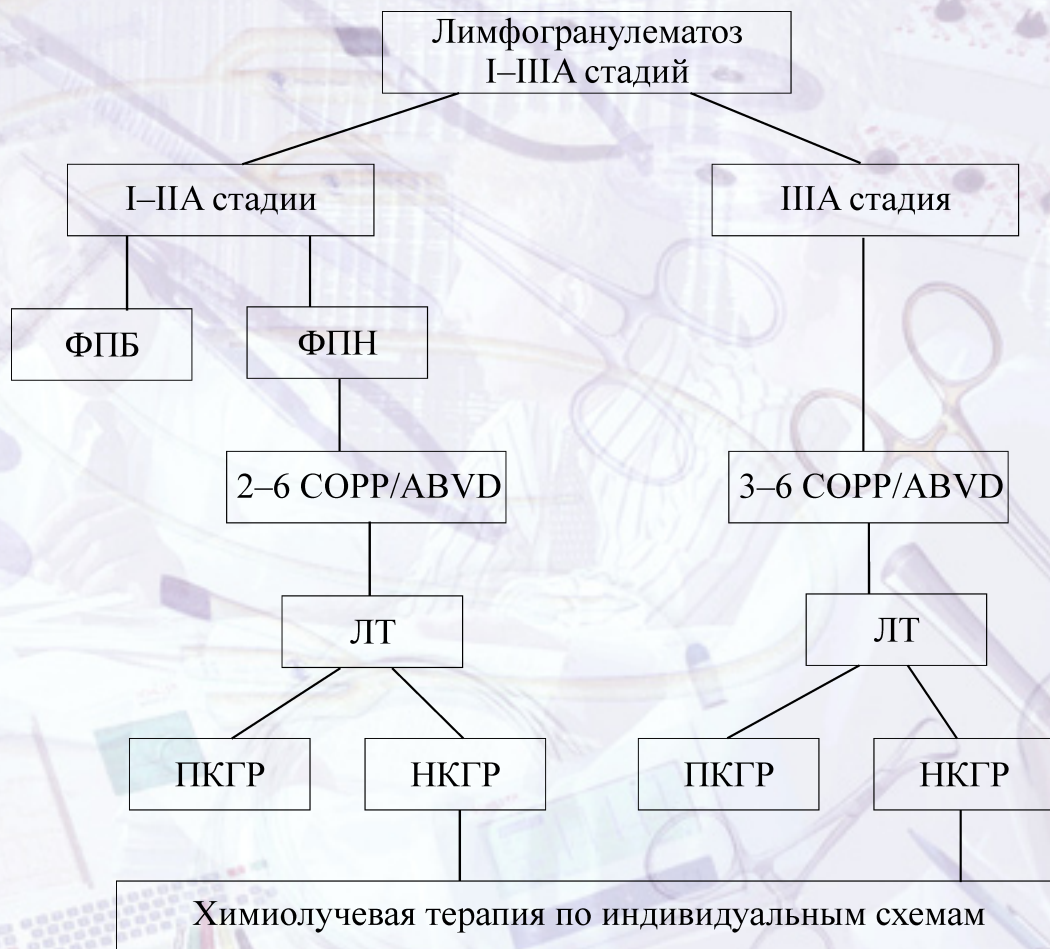 Лимфогранулематоз
I–IIIA стадий
I–IIA стадии
IIIA стадия
ФПБ
ФПН
2–6 COPP/ABVD
3–6 COPP/ABVD
ЛТ
ЛТ
ПКГР
НКГР
ПКГР
НКГР
Химиолучевая терапия по индивидуальным схемам